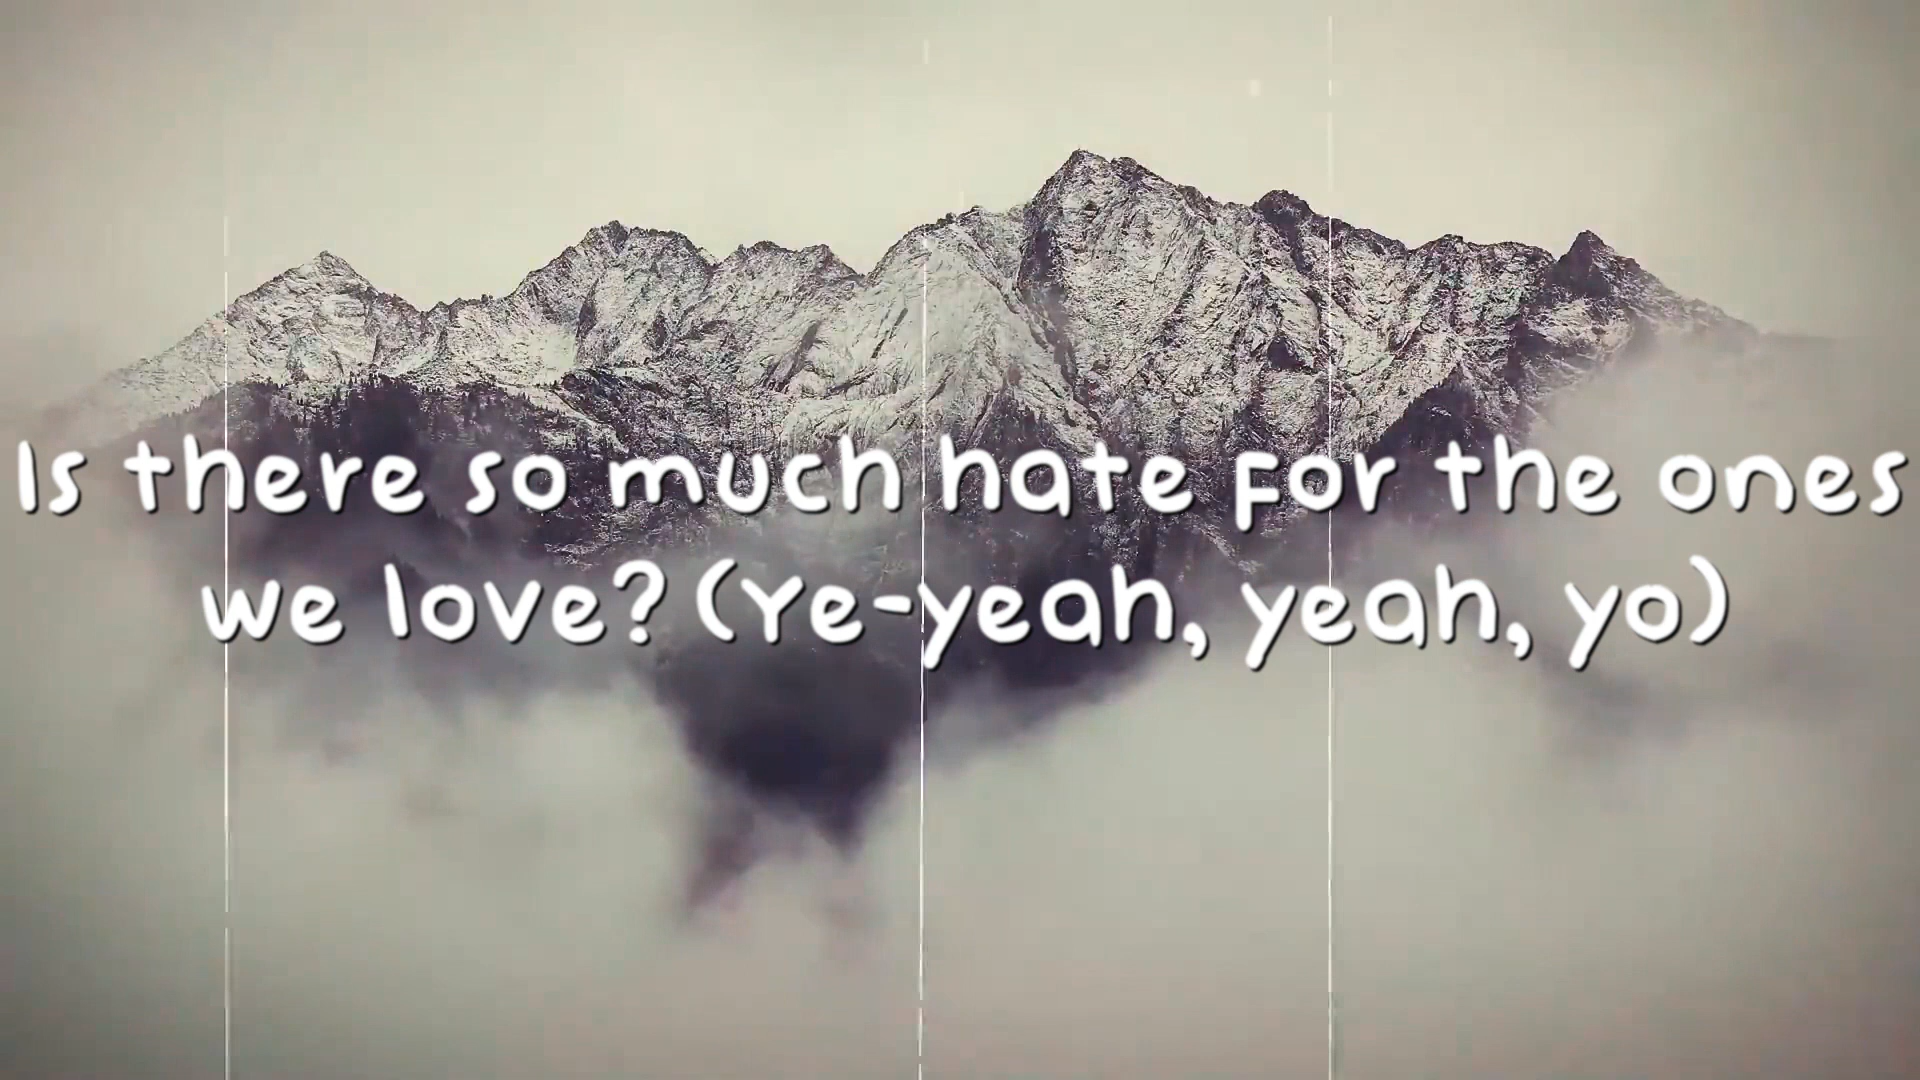 Is there so much hate for the ones
we love? (Ye-yeah, yeah, yo)